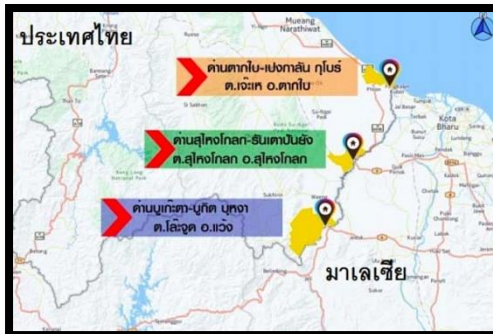 ประเทศไทย
Mueang
Narathiwat
ด่านตากใบ-เปงกาลัน กุโบร์
ต.เจ๊ะเห อ.ตากใบ
Kota
Bharu
ด่านสุไหงโกลก-รันเตาปันยัง
ต.สุไหงโกลก อ.สุไหงโกลก
ด่านบูเก๊ะตา-บูกิต บุหงา
ต.โล๊ะจูด อ.แว้ง
มาเลเซีย